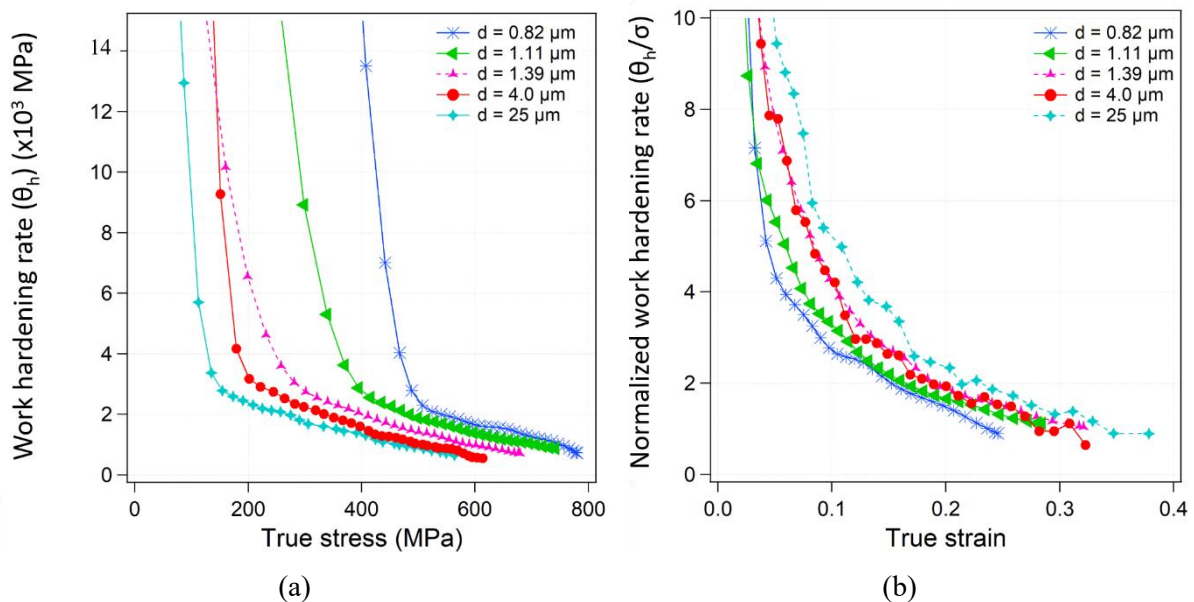 Work hardening rate (θh) (x10³ MPa)
14
12
10
8
6
4
2
0
0
200
400
600
800
True stress (MPa)
d = 0.82 µm
d = 1.11 µm
d = 1.39 µm
d = 4.0 µm
d = 25 µm
(a)
Normalized work hardening rate (θh/σ)
10
8
6
4
2
0
0.0
0.1
0.2
0.3
0.4
True strain
d = 0.82 µm
d = 1.11 µm
d = 1.39 µm
d = 4.0 µm
d = 25 µm
(b)